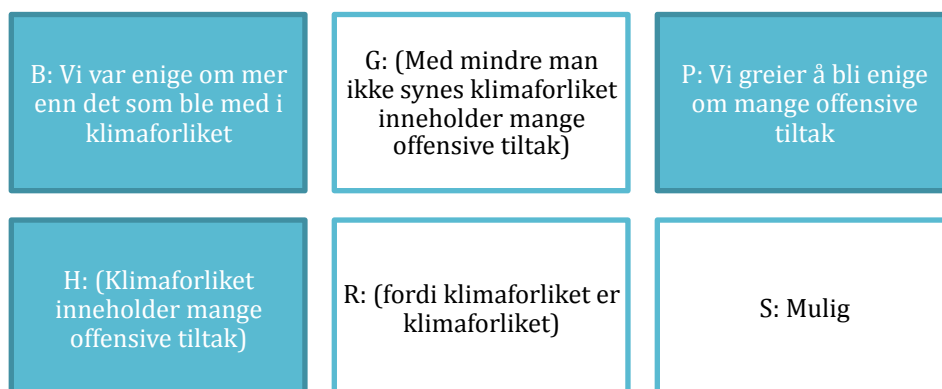 B: Vi var enige om mer
enn det som ble med i
klimaforliket
G: (Med mindre man
ikke synes klimaforliket
inneholder mange
offensive tiltak)
P: Vi greier å bli enige
om mange offensive
tiltak
H: (Klimaforliket
inneholder mange
offensive tiltak)
R: (fordi klimaforliket er
klimaforliket)
S: Mulig